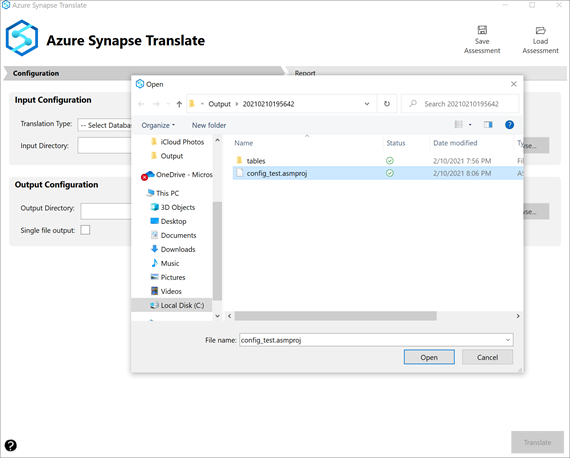 Azure Synapse Translate
Azure Synapse Translate
Save Assessment
Load Assessment
Configuration
Report
Input Configuration
Translation Type:
-- Select Databas
Input Directory:
Output Configuration
Output Directory:
Single file output:
Open
« Output > 20210210195642
Search 20210210195642
Organize
New folder
Name
Status
Date modified
Ty
iCloud Photos
Output
OneDrive - Micros
This PC
3D Objects
Desktop
Documents
Downloads
Music
Pictures
Videos
Local Disk (C:)
tables
2/10/2021 7:56 PM
Fil
config_test.asmproj
2/10/2021 8:06 PM
AS
File name:
config_test.asmproj
Open
Cancel
Translate